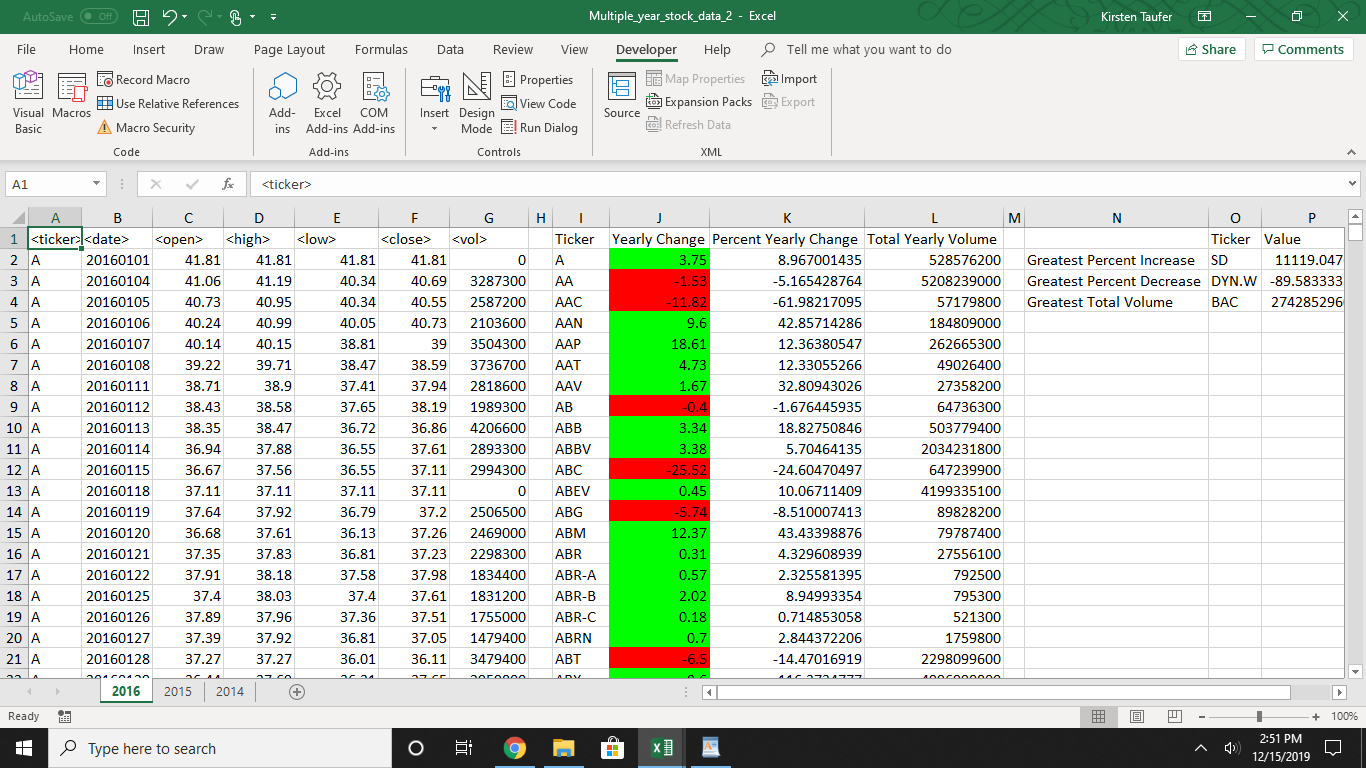 AutoSave Off Multiple_year_stock_data_2 - Excel Kirsten Taufer
File Home Insert Draw Page Layout Formulas Data Review View Developer Help Tell me what you want to do Share Comments
Visual Basic
Macros
Record Macro
Use Relative References
Macro Security
Code
Add-ins
Excel Add-ins
COM Add-ins
Add-ins
Insert
Design Mode
Properties
View Code
Run Dialog
Controls
Source
Map Properties
Expansion Packs
Refresh Data
Import
Export
XML
A1 fx <ticker>
A B C D E F G H I J K L M N O P
1 <ticker> <date> <open> <high> <low> <close> <vol> Ticker Yearly Change Percent Yearly Change Total Yearly Volume Ticker Value
2 A 20160101 41.81 41.81 41.81 41.81 0 A 3.75 8.967001435 528576200 Greatest Percent Increase SD 11119.047
3 A 20160104 41.06 41.19 40.34 40.69 3287300 AA -1.53 -5.165428764 5208239000 Greatest Percent Decrease DYN.W -89.583333
4 A 20160105 40.73 40.95 40.34 40.55 2587200 AAC -11.82 -61.98217095 57179800 Greatest Total Volume BAC 274285296
5 A 20160106 40.24 40.99 40.05 40.73 2103600 AAN 9.6 42.85714286 184809000
6 A 20160107 40.14 40.15 38.81 39 3504300 AAP 18.61 12.36380547 262665300
7 A 20160108 39.22 39.71 38.47 38.59 3736700 AAT 4.73 12.33055266 49026400
8 A 20160111 38.71 38.9 37.41 37.94 2818600 AAV 1.67 32.80943026 27358200
9 A 20160112 38.43 38.58 37.65 38.19 1989300 AB -0.4 -1.676445935 64736300
10 A 20160113 38.35 38.47 36.72 36.86 4206600 ABB 3.34 18.82750846 503779400
11 A 20160114 36.94 37.88 36.55 37.61 2893300 ABBV 3.38 5.70464135 2034231800
12 A 20160115 36.67 37.56 36.55 37.11 2994300 ABC -25.52 -24.60470497 647239900
13 A 20160118 37.11 37.11 37.11 37.11 0 ABEV 0.45 10.06711409 4199335100
14 A 20160119 37.64 37.92 36.79 37.2 2506500 ABG -5.74 -8.510007413 89828200
15 A 20160120 36.68 37.61 36.13 37.26 2469000 ABM 12.37 43.43398876 79787400
16 A 20160121 37.35 37.83 36.81 37.23 2298300 ABR 0.31 4.329608939 27556100
17 A 20160122 37.91 38.18 37.58 37.98 1834400 ABR-A 0.57 2.325581395 792500
18 A 20160125 37.4 38.03 37.4 37.61 1831200 ABR-B 2.02 8.94993354 795300
19 A 20160126 37.89 37.96 37.36 37.51 1755000 ABR-C 0.18 0.714853058 521300
20 A 20160127 37.39 37.92 36.81 37.05 1479400 ABRN 0.7 2.844372206 1759800
21 A 20160128 37.27 37.27 36.01 36.11 3479400 ABT -6.5 -14.47016919 2298099600
2016 2015 2014
Ready 100%
Type here to search 2:51 PM
12/15/2019